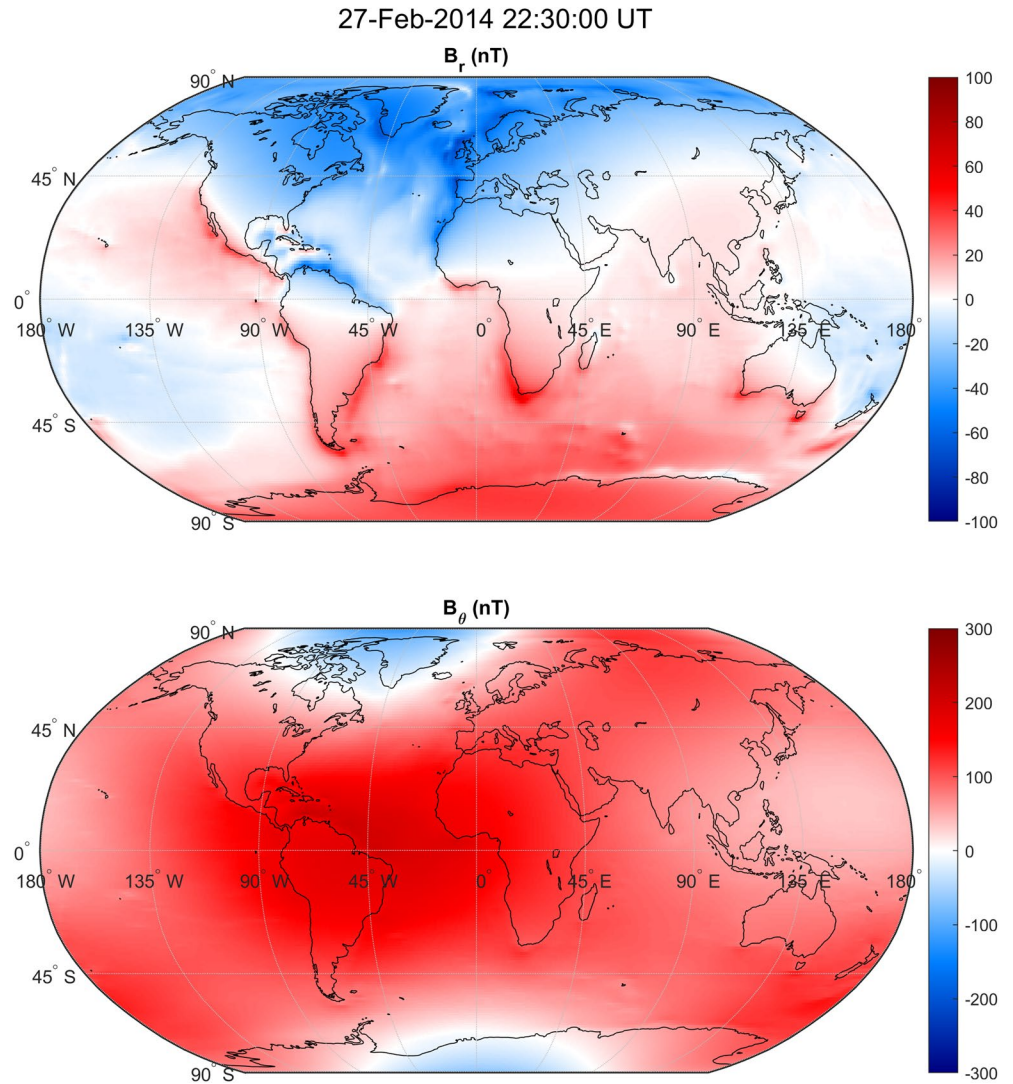 27-Feb-2014 22:30:00 UT
B_r (nT)
90° N
45° N
0°
180° W 135° W 90° W 45° W 0° 45° E 90° E 135° E 180°
45° S
90° S
100
80
60
40
20
0
-20
-40
-60
-80
-100
B_θ (nT)
90° N
45° N
0°
180° W 135° W 90° W 45° W 0° 45° E 90° E 135° E 180°
45° S
90° S
300
200
100
0
-100
-200
-300